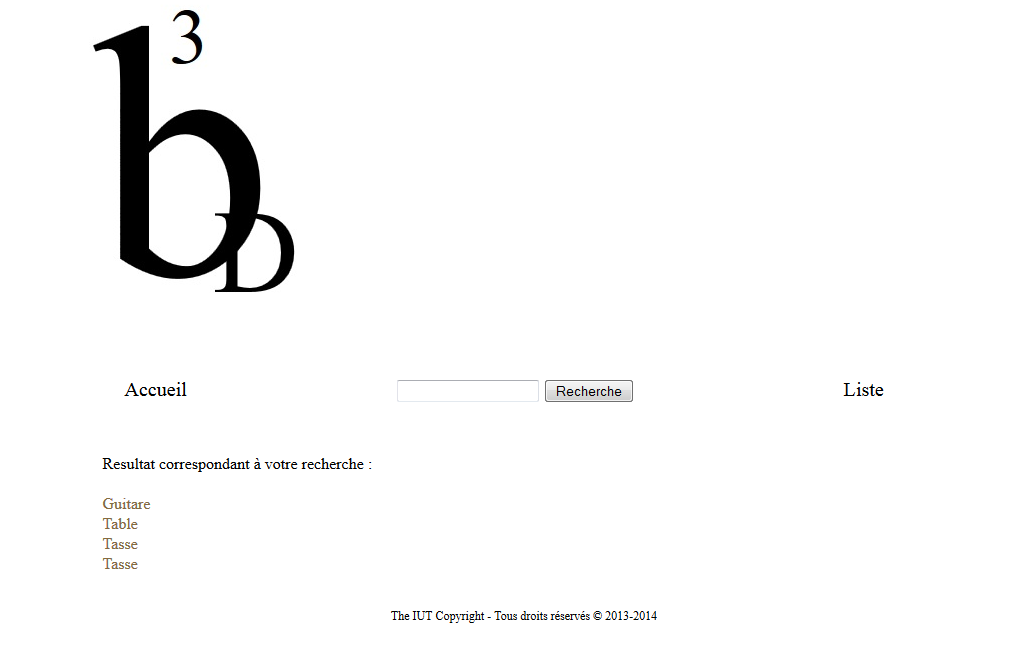 b3D
Accueil Recherche Liste
Resultat correspondant à votre recherche :
Guitare
Table
Tasse
Tasse
The IUT Copyright - Tous droits réservés © 2013-2014